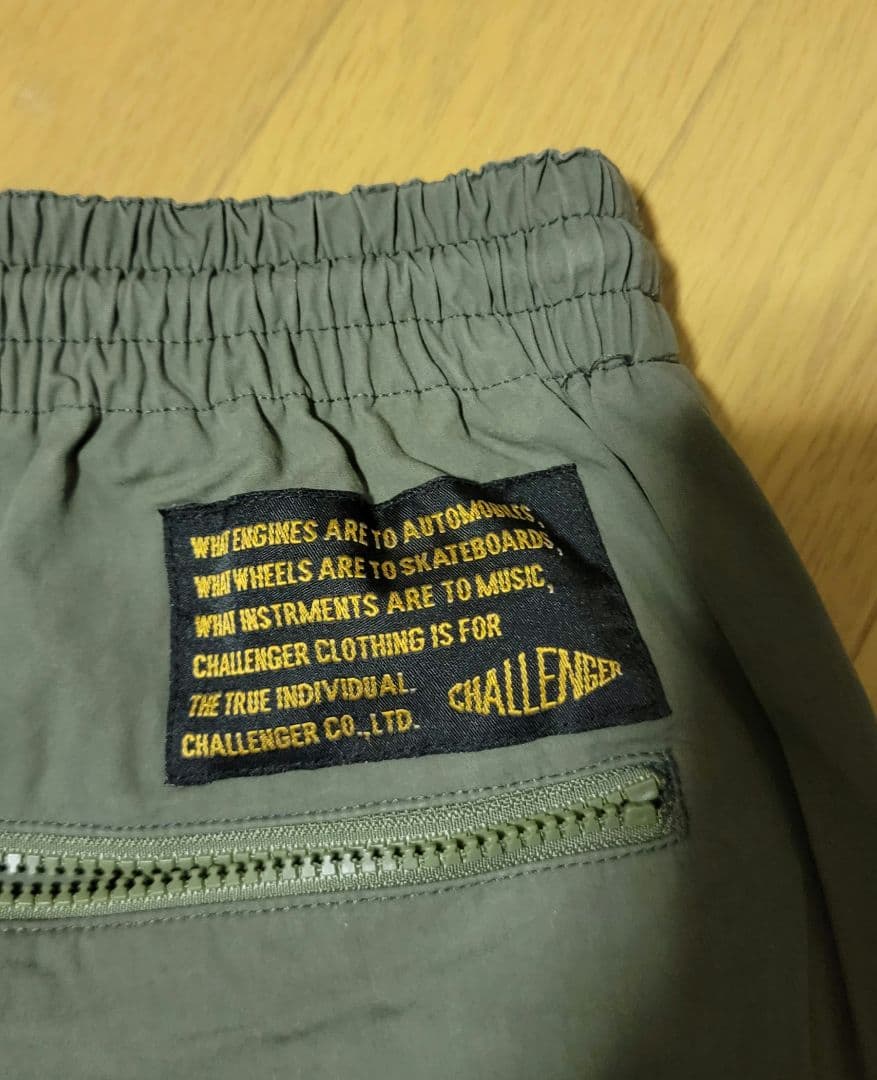 WHAT ENGINES ARE TO AUTOMOBILES,
WHAT WHEELS ARE TO SKATEBOARDS,
WHAT INSTRMENTS ARE TO MUSIC,
CHALLENGER CLOTHING IS FOR
THE TRUE INDIVIDUAL.
CHALLENGER CO.,LTD.
CHALLENGER